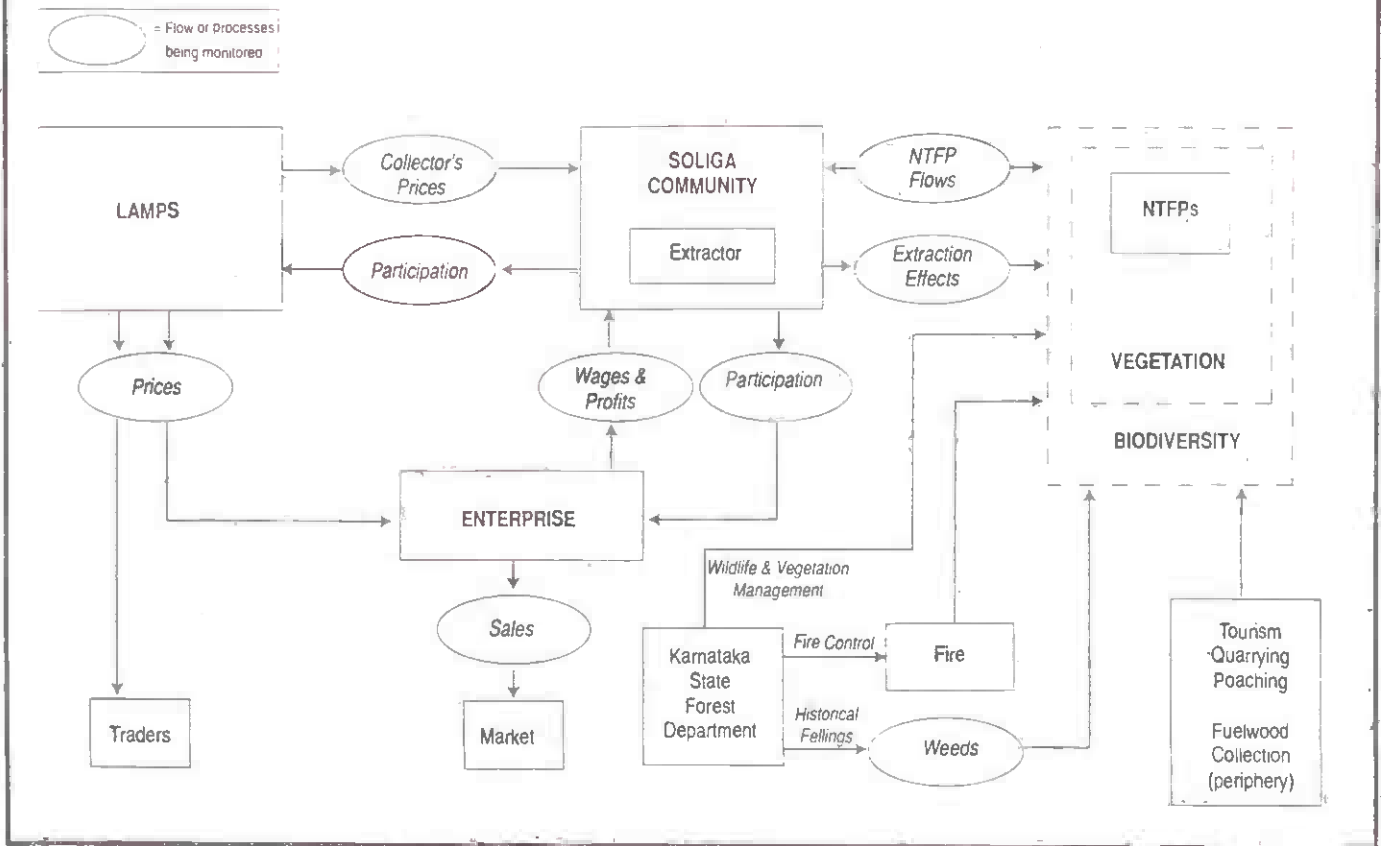 = Flow or processes
being monitored
LAMPS
Collector's
Prices
Participation
SOLIGA
COMMUNITY
Extractor
NTFP
Flows
Extraction
Effects
NTFPs
VEGETATION
BIODIVERSITY
Prices
Wages &
Profits
Participation
ENTERPRISE
Sales
Traders
Market
Wildlife & Vegetation
Management
Karnataka
State
Forest
Department
Fire Control
Fire
Historical
Fellings
Weeds
Tourism
Quarrying
Poaching
Fuelwood
Collection
(periphery)